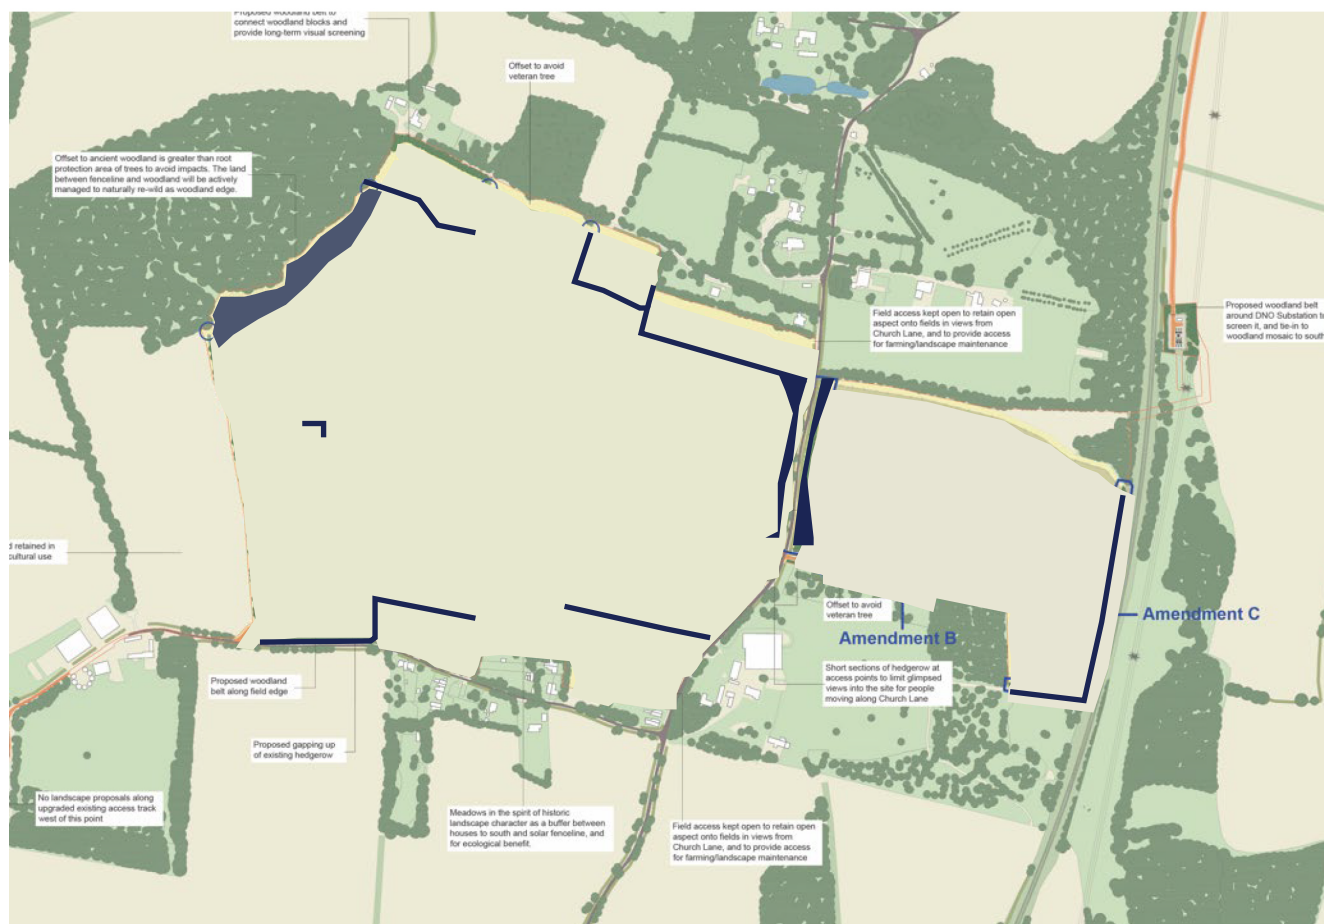 Proposed woodland belt to
connect woodland blocks and
provide long-term visual screening
Offset to avoid
veteran tree
Offset to ancient woodland is greater than root
protection area of trees to avoid impacts. The land
between fenceline and woodland will be actively
managed to naturally re-wild as woodland edge.
Field access kept open to retain open
aspect onto fields in views from
Church Lane, and to provide access
for farming/landscape maintenance
Proposed woodland belt
around DNO Substation to
screen it, and tie-in to
woodland mosaic to south
retained in
cultural use
Offset to avoid
veteran tree
Amendment B
Amendment C
Short sections of hedgerow at
access points to limit glimpsed
views into the site for people
moving along Church Lane
Proposed woodland
belt along field edge
Proposed gapping up
of existing hedgerow
No landscape proposals along
upgraded existing access track
west of this point
Meadows in the spirit of historic
landscape character as a buffer between
houses to south and solar fenceline, and
for ecological benefit.
Field access kept open to retain open
aspect onto fields in views from
Church Lane, and to provide access
for farming/landscape maintenance